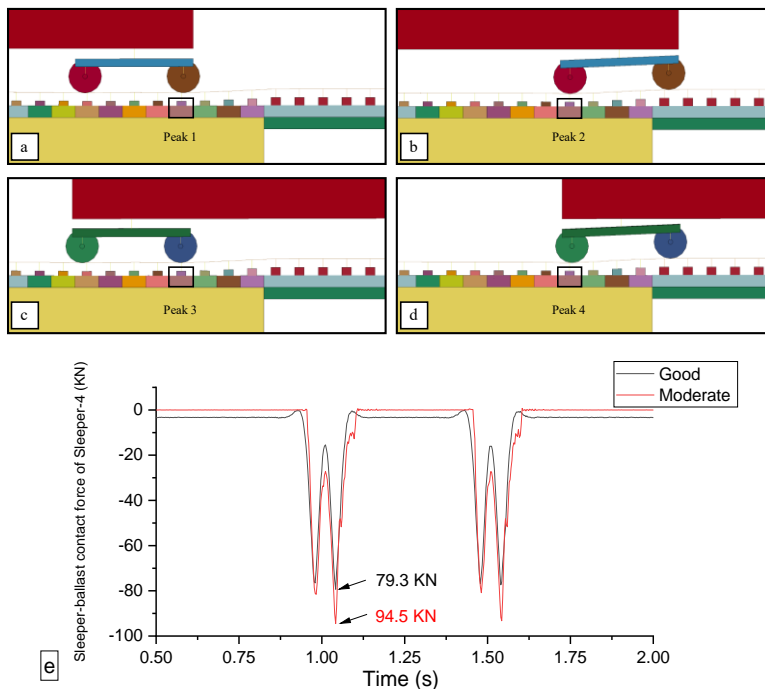 Peak 1
a
Peak 2
b
Peak 3
c
Peak 4
d
Sleeper-ballast contact force of Sleeper-4 (KN)
Good
Moderate
0
-20
-40
-60
-80
-100
79.3 KN
94.5 KN
0.50
0.75
1.00
1.25
1.50
1.75
2.00
Time (s)
e